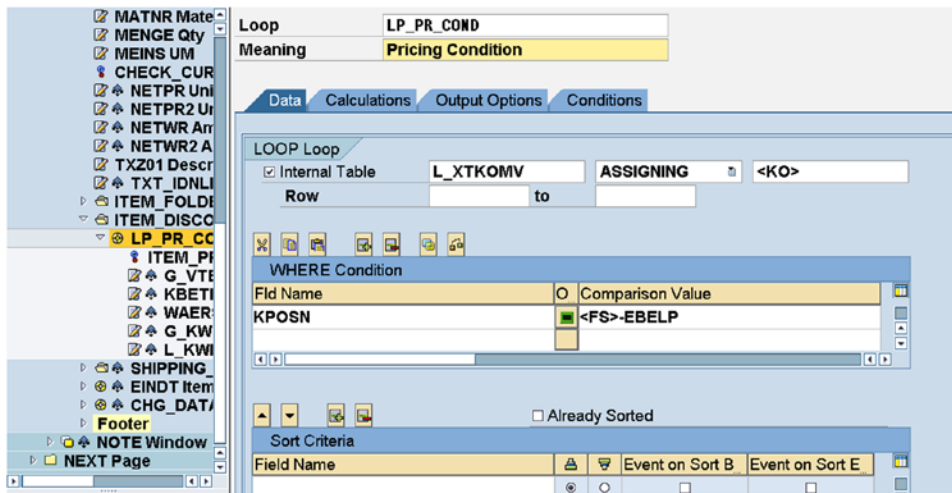 MATNR Mate
MENGE Qty
MEINS UM
CHECK_CUR
NETPR Uni
NETPR2 Ur
NETWR Am
NETWR2 A
TXZ01 Descr
TXT_IDNLI
ITEM_FOLDE
ITEM_DISCO
LP_PR_CO
ITEM_PR
G_VTE
KBETI
WAER
G_KW
L_KWI
SHIPPING_
EINDT Item
CHG_DATA
Footer
NOTE Window
NEXT Page
Loop LP_PR_COND
Meaning Pricing Condition
Data Calculations Output Options Conditions
LOOP Loop
Internal Table L_XTKOMV ASSIGNING <KO>
Row to
WHERE Condition
Fld Name O Comparison Value
KPOSN <FS>-EBELP
Already Sorted
Sort Criteria
Field Name Event on Sort B... Event on Sort E...